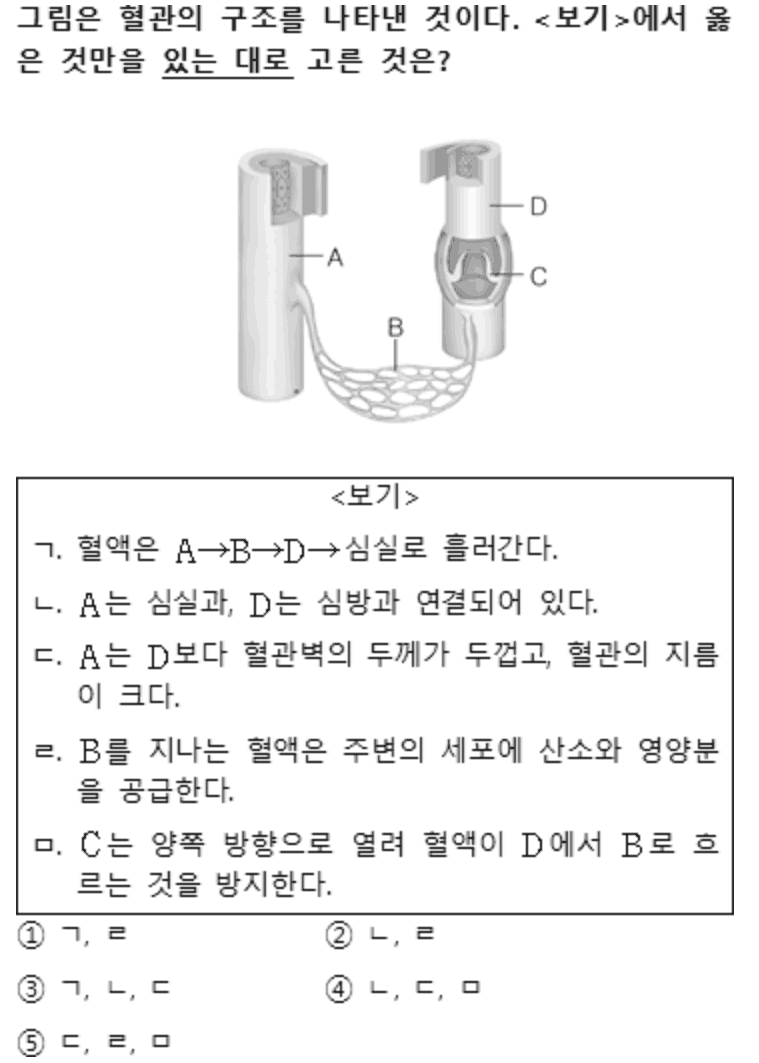 그림은 혈관의 구조를 나타낸 것이다. <보기>에서 옳
은 것만을 있는 대로 고른 것은?
D
A
C
B
<보기>
ㄱ. 혈액은 A→B→D→심실로 흘러간다.
ㄴ. A는 심실과, D는 심방과 연결되어 있다.
ㄷ. A는 D보다 혈관벽의 두께가 두껍고, 혈관의 지름
이 크다.
ㄹ. B를 지나는 혈액은 주변의 세포에 산소와 영양분
을 공급한다.
ㅁ. C는 양쪽 방향으로 열려 혈액이 D에서 B로 흐
르는 것을 방지한다.
① ㄱ, ㄹ ② ㄴ, ㄹ
③ ㄱ, ㄴ, ㄷ ④ ㄴ, ㄷ, ㅁ
⑤ ㄷ, ㄹ, ㅁ